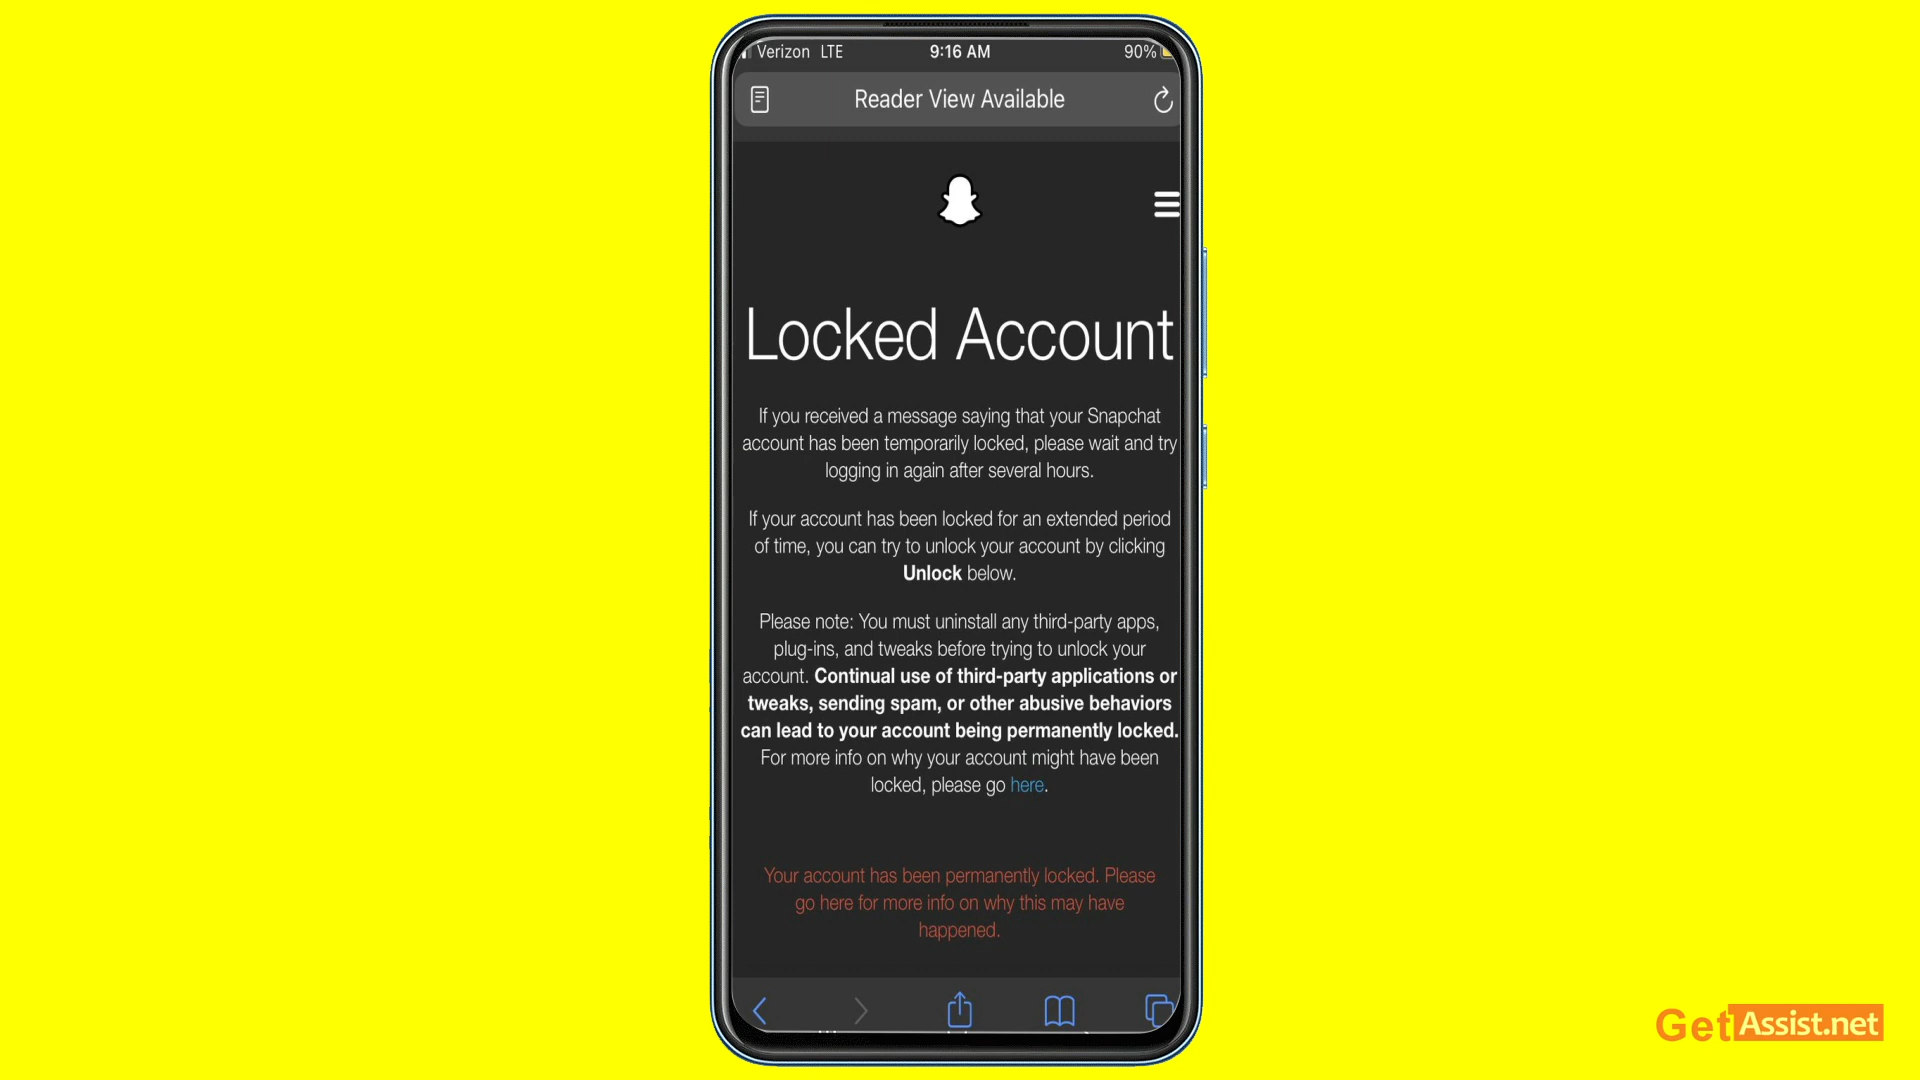 Verizon LTE 9:16 AM 90%
Reader View Available
Locked Account
If you received a message saying that your Snapchat
account has been temporarily locked, please wait and try
logging in again after several hours.
If your account has been locked for an extended period
of time, you can try to unlock your account by clicking
Unlock below.
Please note: You must uninstall any third-party apps,
plug-ins, and tweaks before trying to unlock your
account. Continual use of third-party applications or
tweaks, sending spam, or other abusive behaviors
can lead to your account being permanently locked.
For more info on why your account might have been
locked, please go here.
Your account has been permanently locked. Please
go here for more info on why this may have
happened.
GetAssist.net